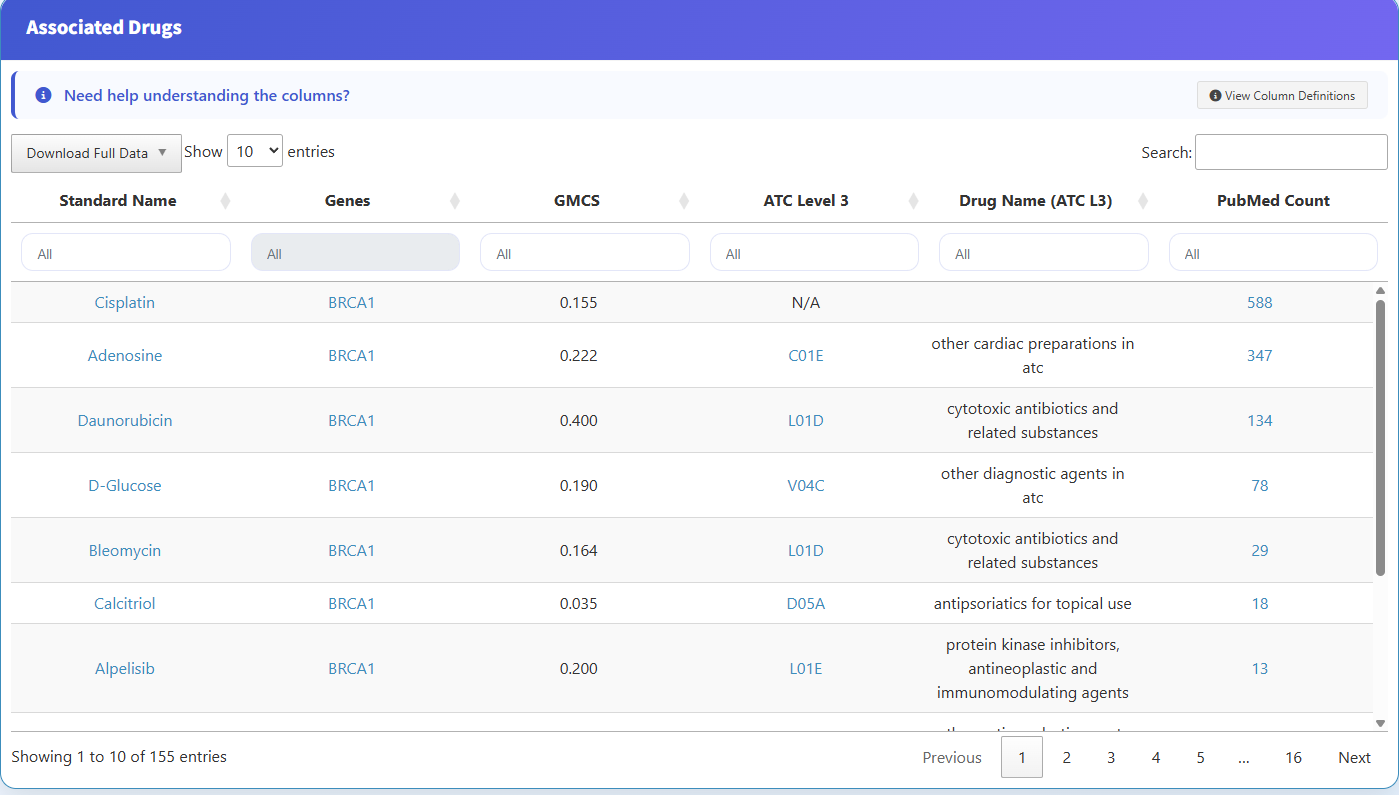 Associated Drugs
Need help understanding the columns?
View Column Definitions
Download Full Data ▼ Show 10 entries
Search:
Standard Name Genes GMCS ATC Level 3 Drug Name (ATC L3) PubMed Count
All All All All All All
Cisplatin BRCA1 0.155 N/A 588
Adenosine BRCA1 0.222 C01E other cardiac preparations in
atc 347
Daunorubicin BRCA1 0.400 L01D cytotoxic antibiotics and
related substances 134
D-Glucose BRCA1 0.190 V04C other diagnostic agents in
atc 78
Bleomycin BRCA1 0.164 L01D cytotoxic antibiotics and
related substances 29
Calcitriol BRCA1 0.035 D05A antipsoriatics for topical use 18
Alpelisib BRCA1 0.200 L01E protein kinase inhibitors,
antineoplastic and
immunomodulating agents 13
Showing 1 to 10 of 155 entries
Previous 1 2 3 4 5 ... 16 Next